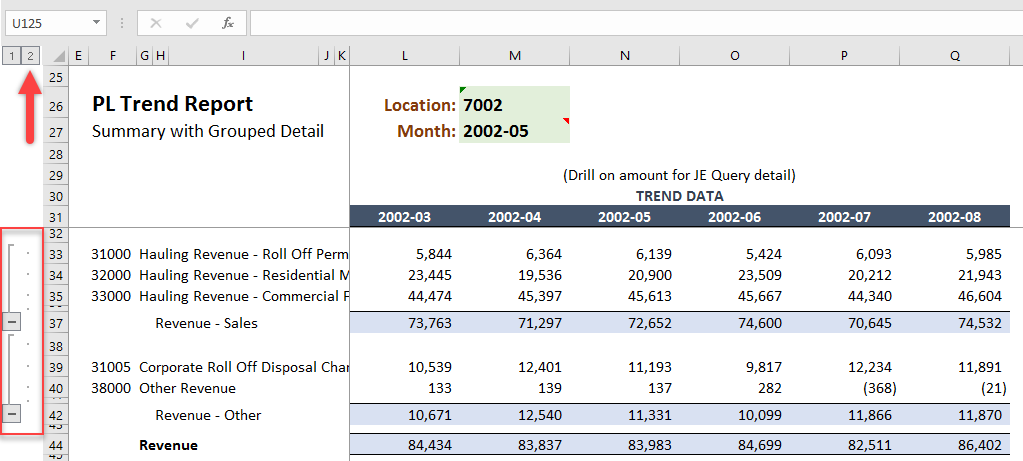 U125 fx
1 2 E F G H I J K L M N O P Q
25
26 PL Trend Report Location: 7002
27 Summary with Grouped Detail Month: 2002-05
28
29 (Drill on amount for JE Query detail)
30 TREND DATA
31 2002-03 2002-04 2002-05 2002-06 2002-07 2002-08
32
33 31000 Hauling Revenue - Roll Off Perm 5,844 6,364 6,139 5,424 6,093 5,985
34 32000 Hauling Revenue - Residential M 23,445 19,536 20,900 23,509 20,212 21,943
35 33000 Hauling Revenue - Commercial F 44,474 45,397 45,613 45,667 44,340 46,604
37 Revenue - Sales 73,763 71,297 72,652 74,600 70,645 74,532
38
39 31005 Corporate Roll Off Disposal Char 10,539 12,401 11,193 9,817 12,234 11,891
40 38000 Other Revenue 133 139 137 282 (368) (21)
42 Revenue - Other 10,671 12,540 11,331 10,099 11,866 11,870
44 Revenue 84,434 83,837 83,983 84,699 82,511 86,402